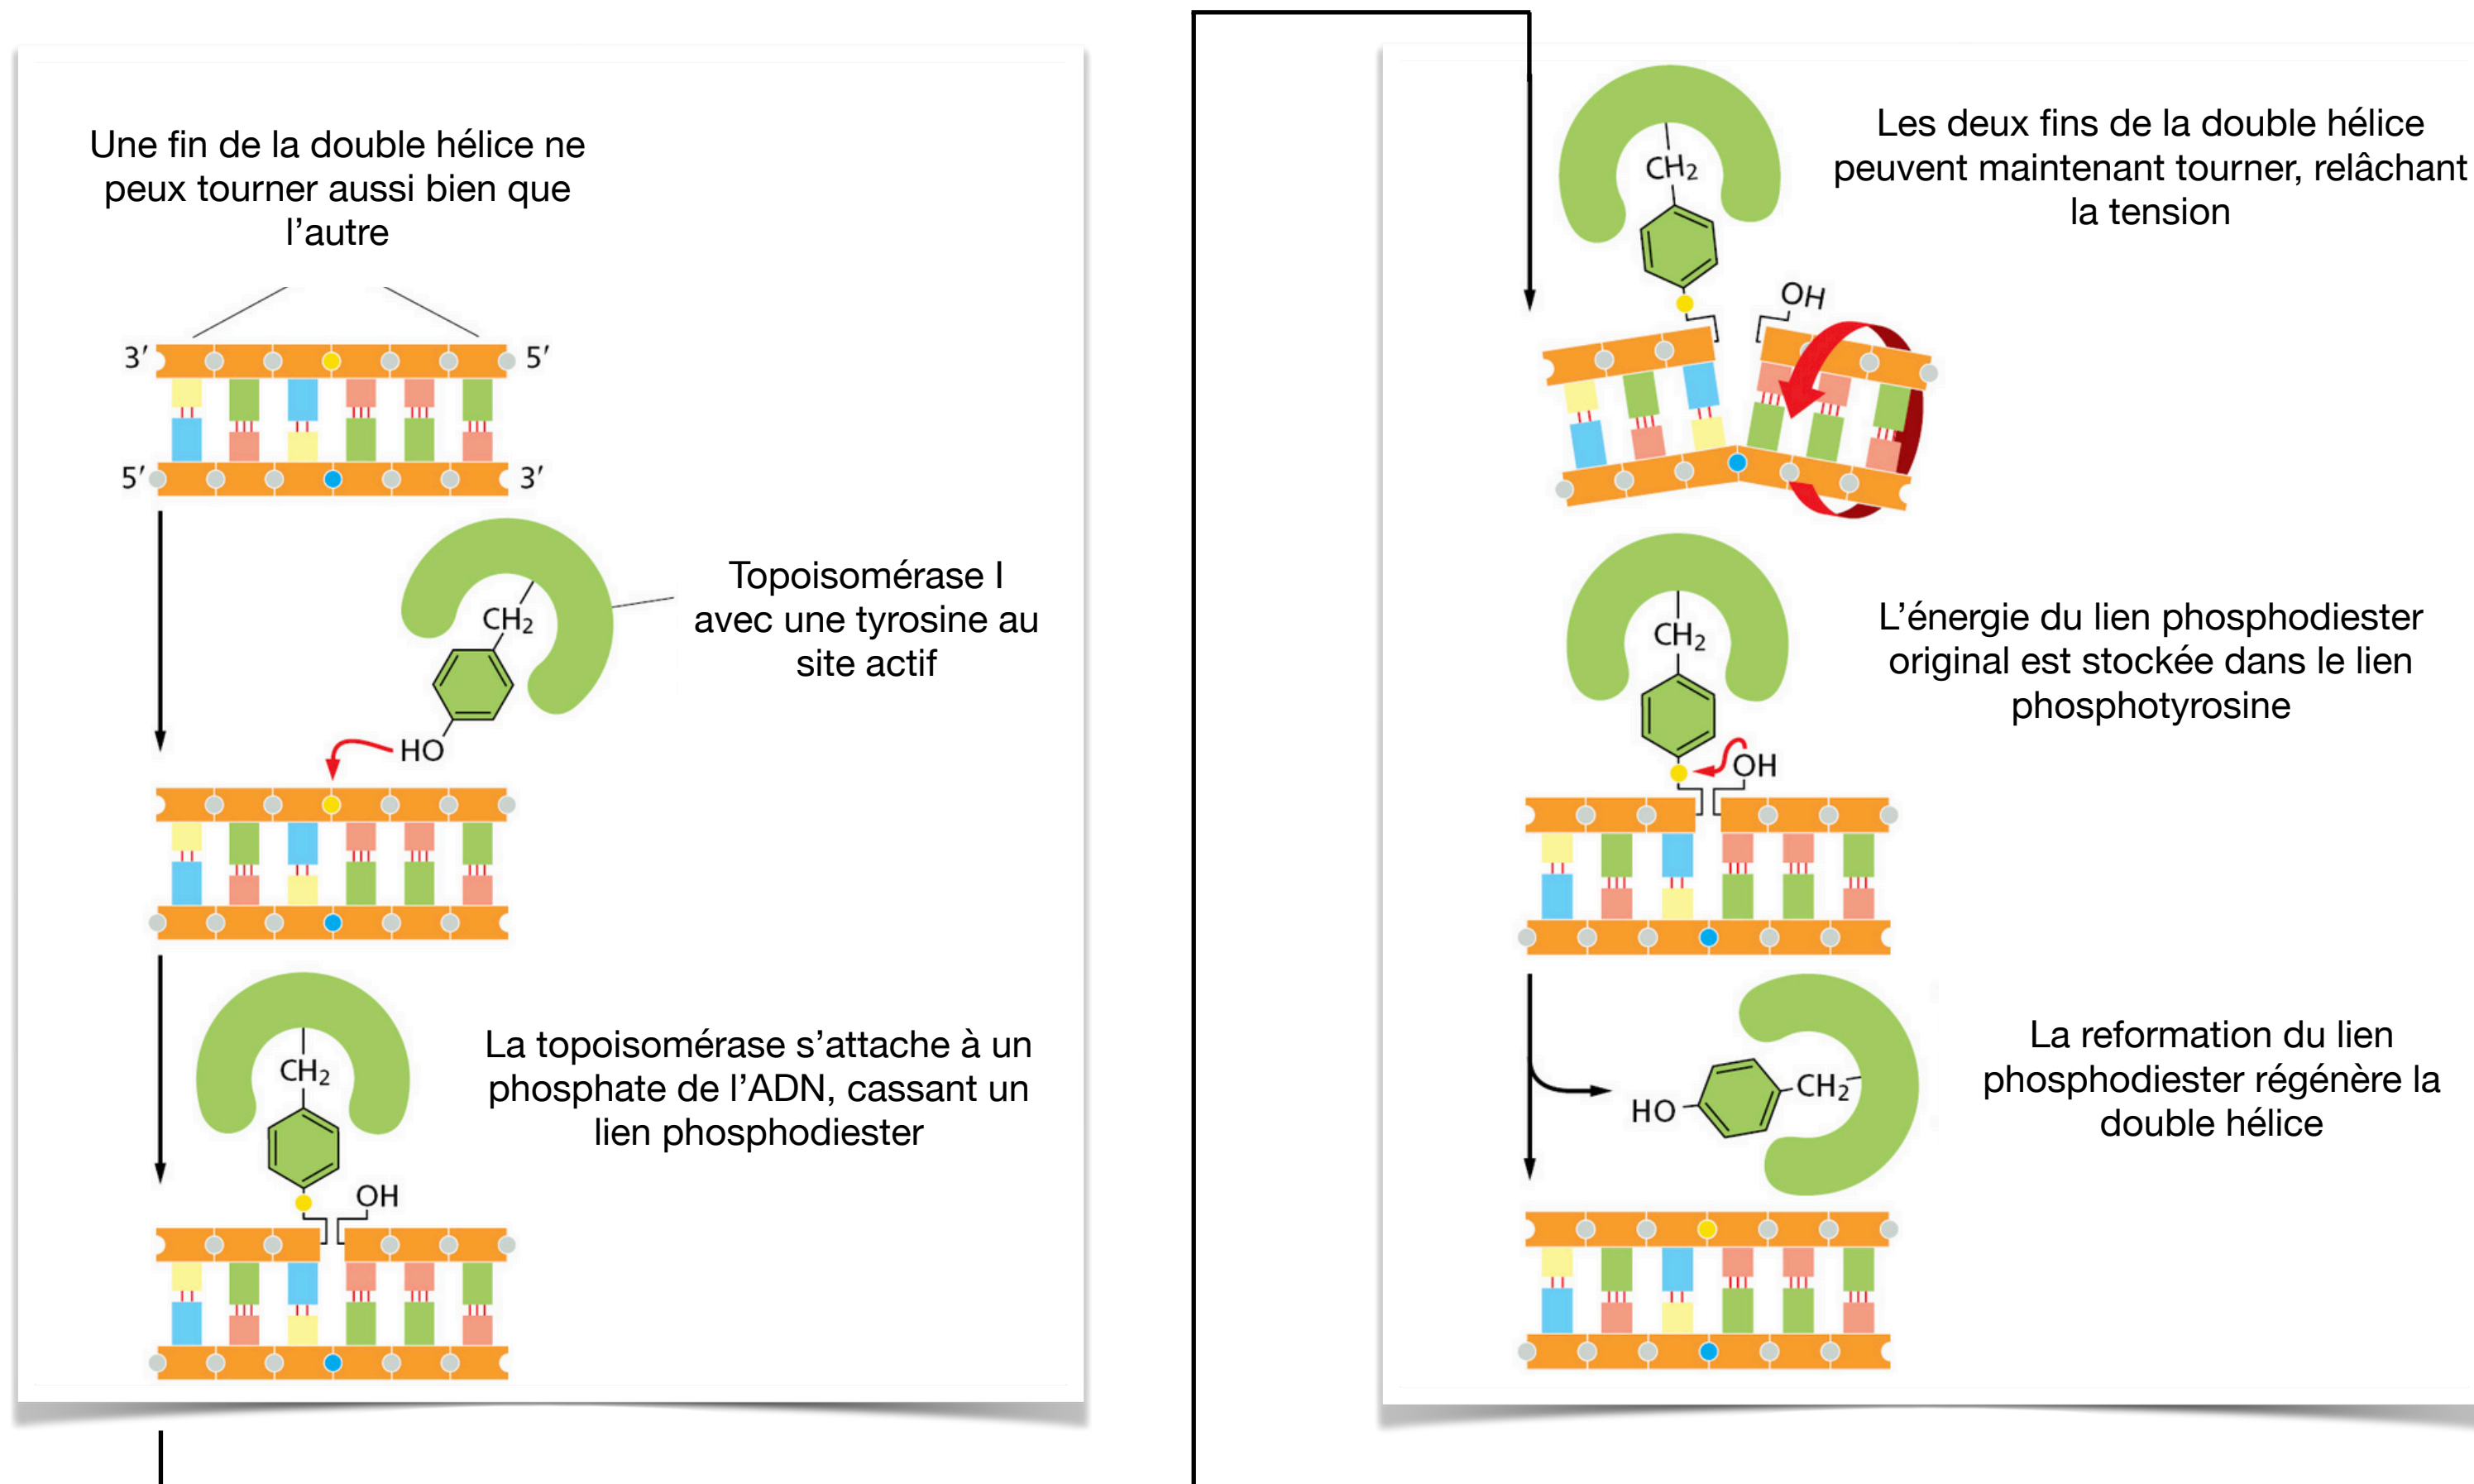 Une fin de la double hélice ne
peux tourner aussi bien que
l’autre
3′
5′
5′
3′
CH2
Topoisomérase I
avec une tyrosine au
site actif
HO
CH2
La topoisomérase s’attache à un
phosphate de l’ADN, cassant un
lien phosphodiester
OH
CH2
Les deux fins de la double hélice
peuvent maintenant tourner, relâchant
la tension
OH
CH2
L’énergie du lien phosphodiester
original est stockée dans le lien
phosphotyrosine
OH
HO
CH2
La reformation du lien
phosphodiester régénère la
double hélice